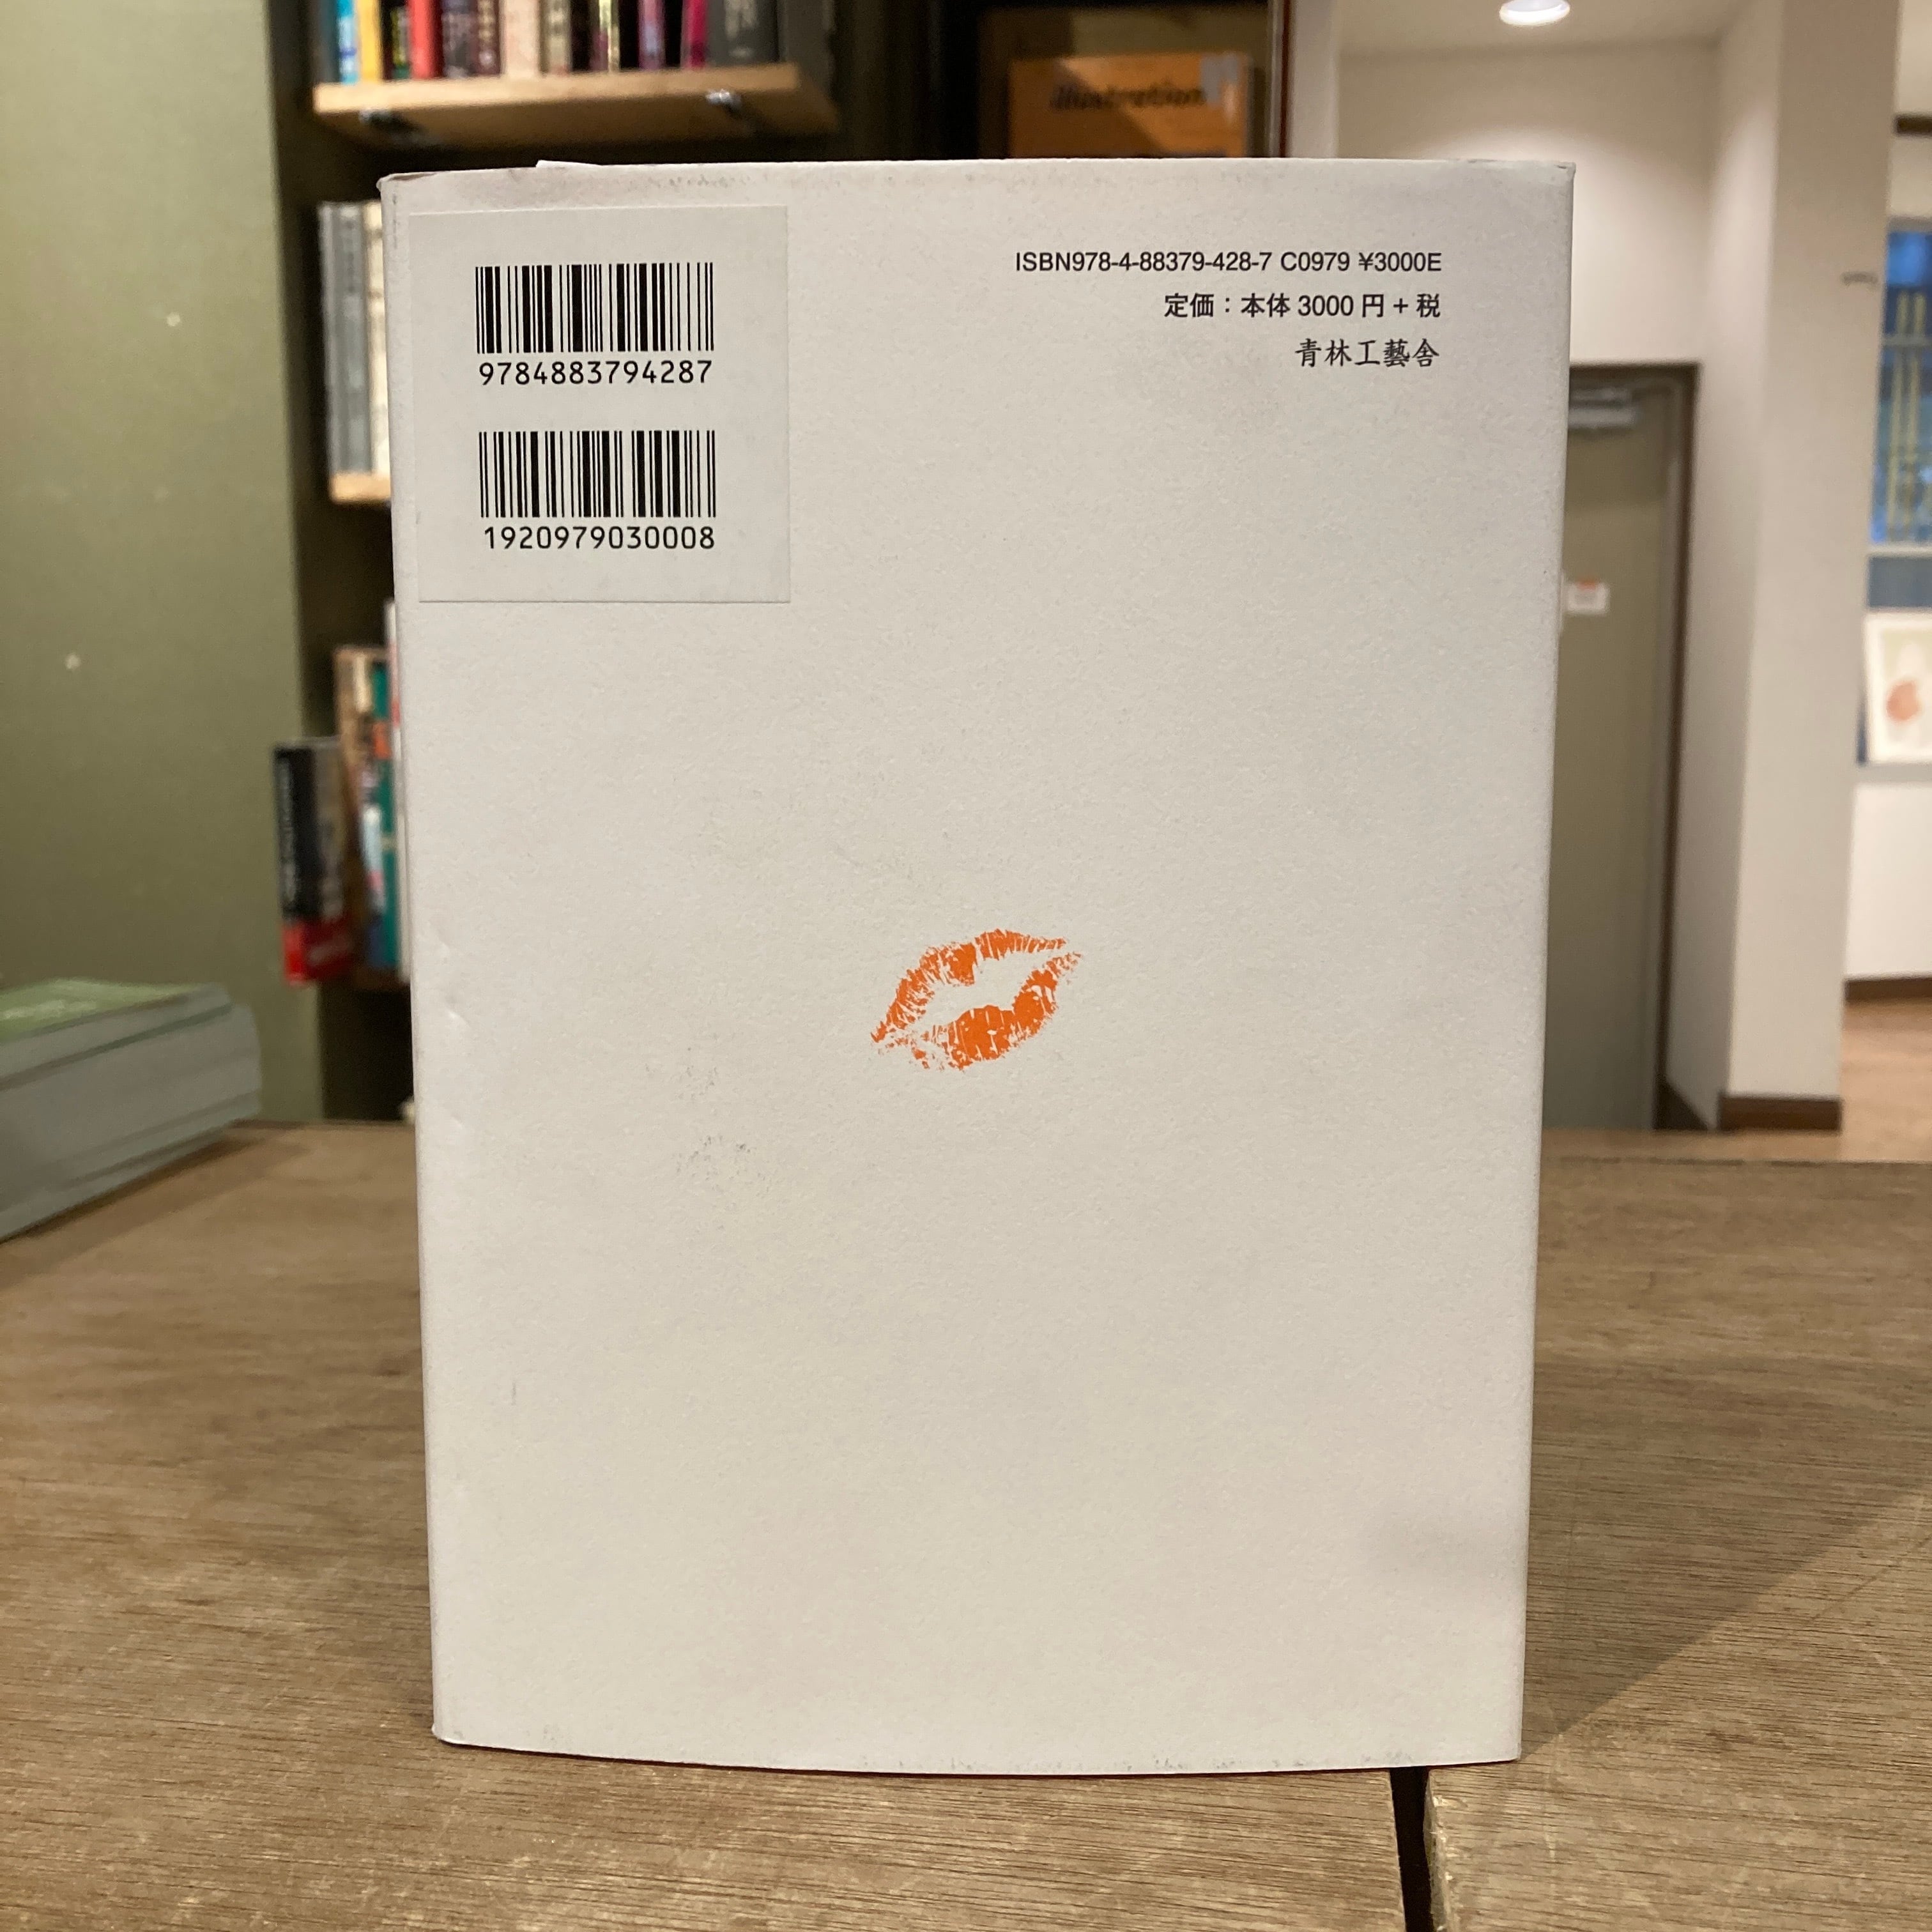 illustration
9784883794287
1920979030008
ISBN978-4-88379-428-7 C0979 ¥3000E
定価：本体 3000 円 + 税
青林工藝舎